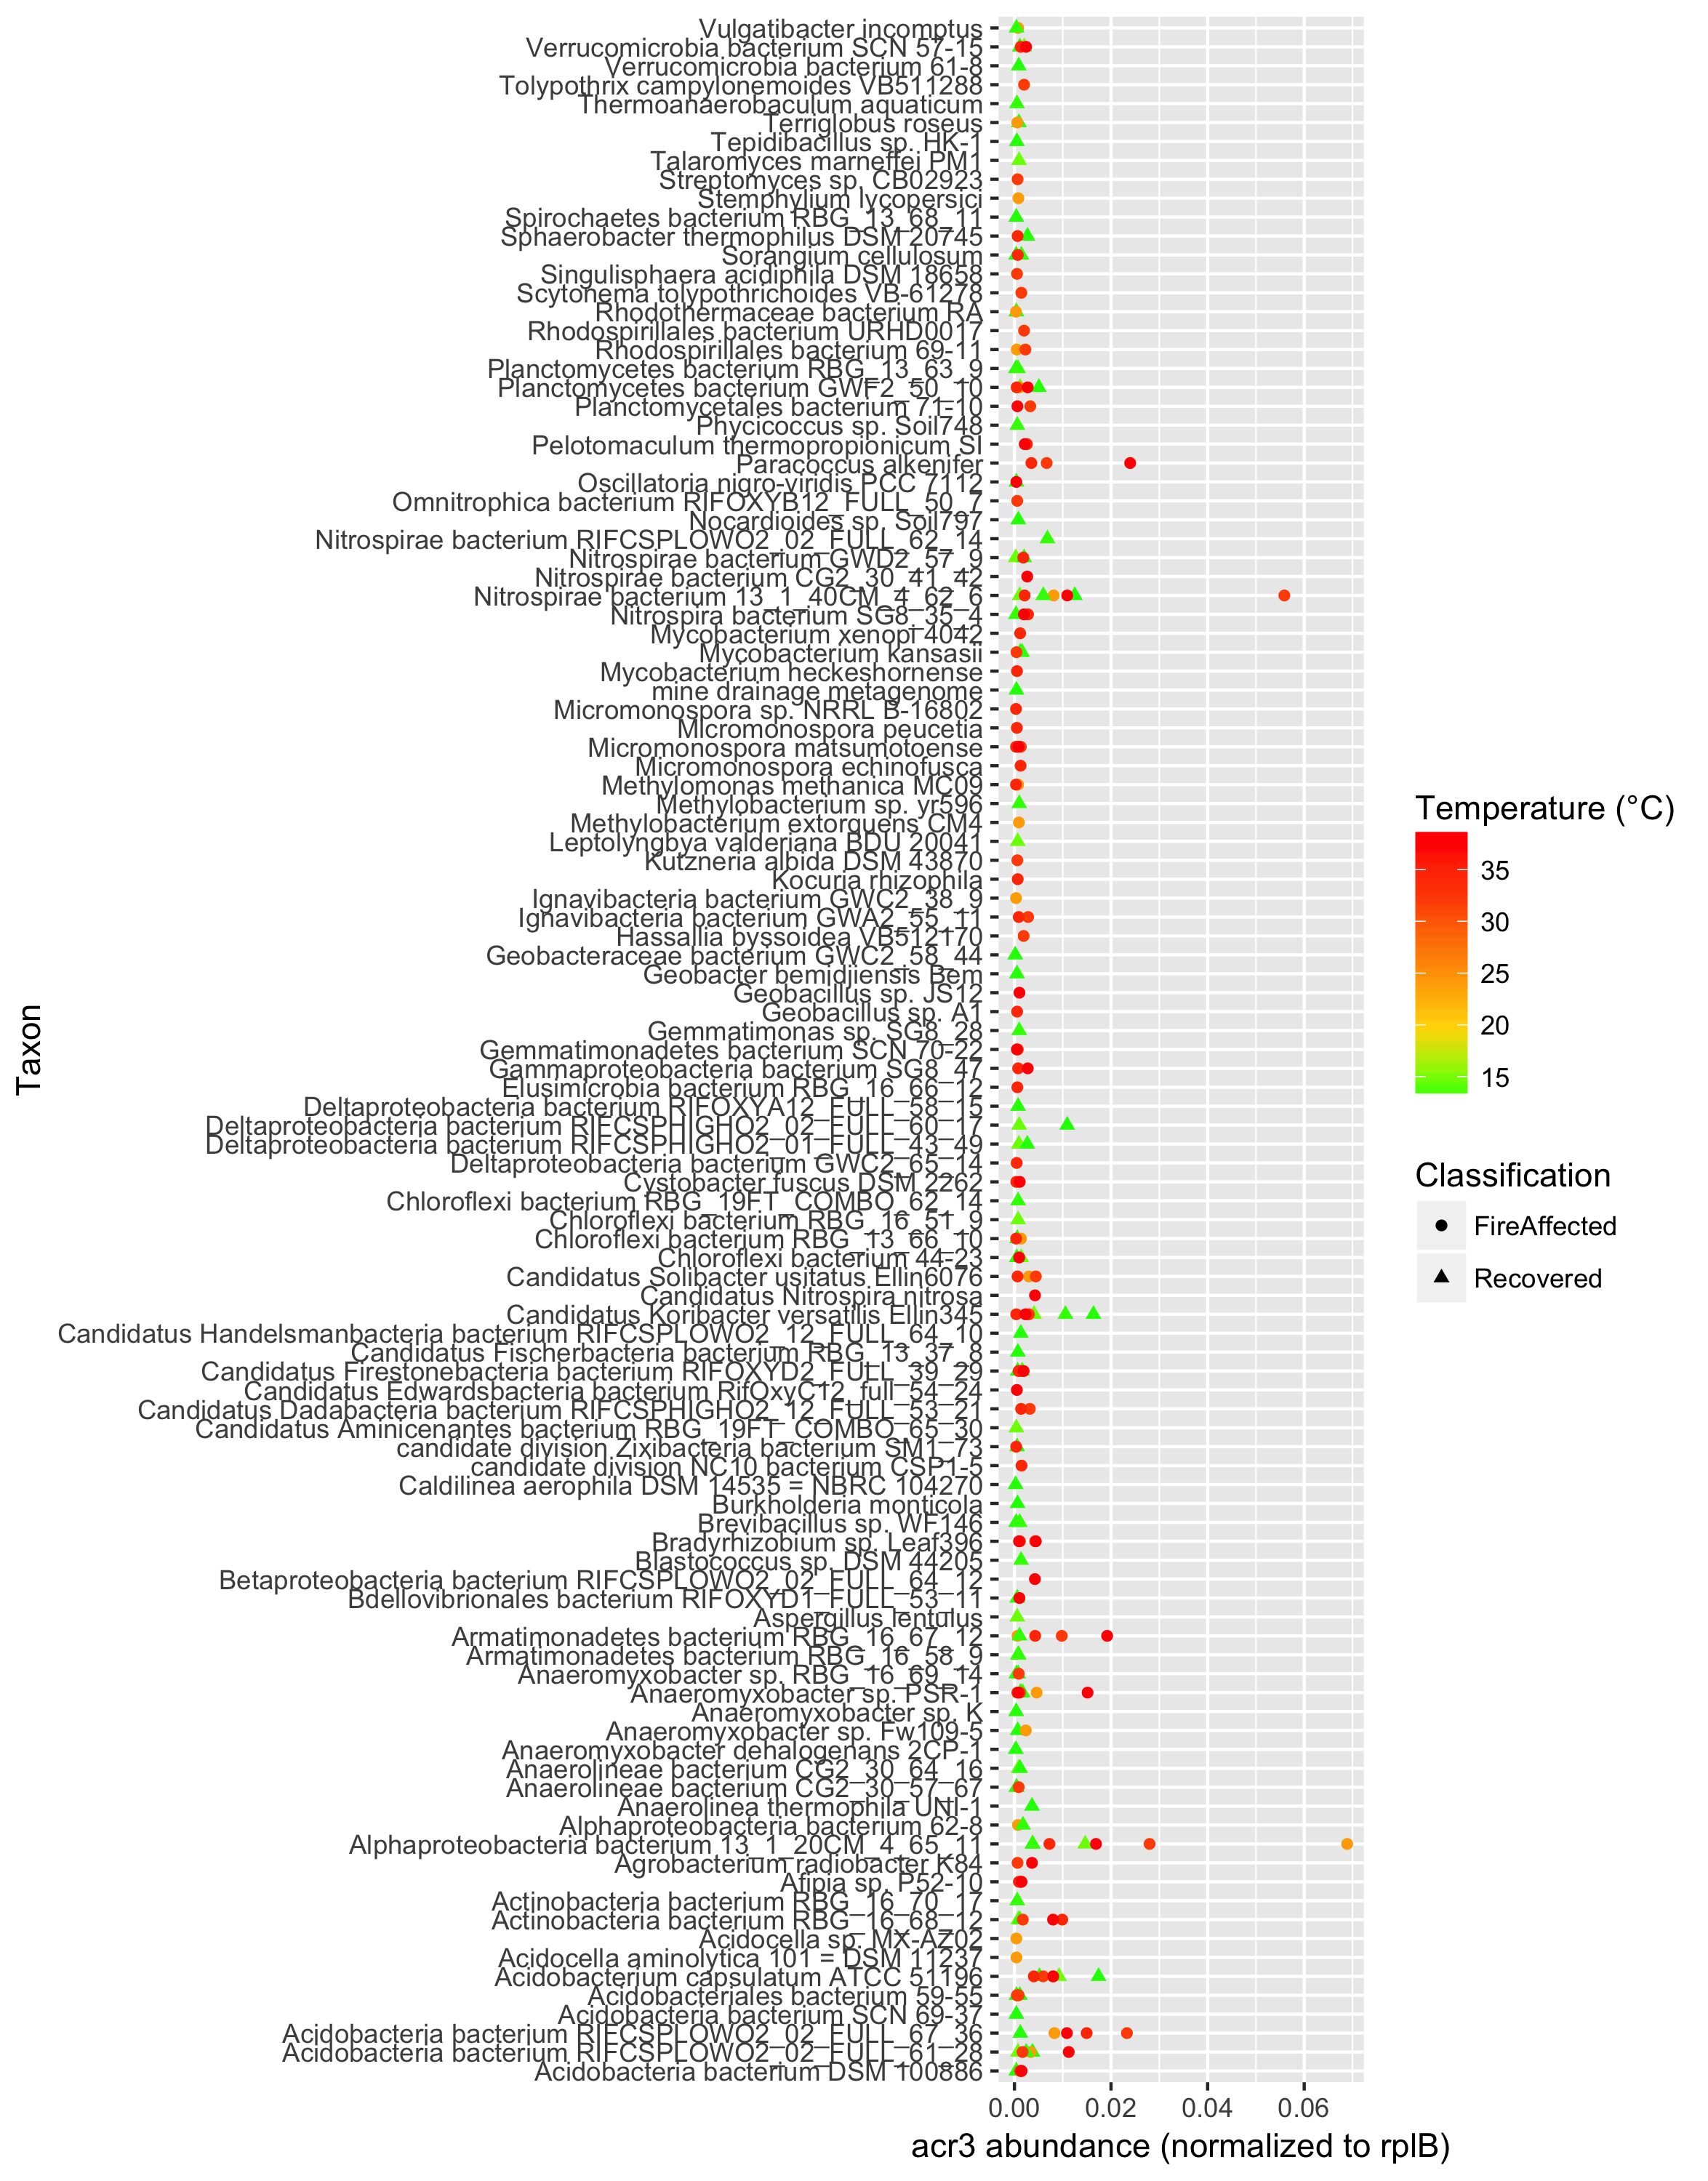 Vulgatibacter incomptus
Verrucomicrobia bacterium SCN 57-15
Verrucomicrobia bacterium 61-8
Tolypothrix campylonemoides VB511288
Thermoanaerobaculum aquaticum
Terriglobus roseus
Tepidibacillus sp. HK-1
Talaromyces marneffei PM1
Streptomyces sp. CB02923
Stemphylium lycopersici
Spirochaetes bacterium RBG_13_68_11
Sphaerobacter thermophilus DSM 20745
Sorangium cellulosum
Singulisphaera acidiphila DSM 18658
Scytonema tolypothrichoides VB-61278
Rhodothermaceae bacterium RA
Rhodospirillales bacterium URHD0017
Rhodospirillales bacterium 69-11
Planctomycetes bacterium RBG_13_63_9
Planctomycetes bacterium GWF2_50_10
Planctomycetales bacterium 71-10
Phycicoccus sp. Soil748
Pelotomaculum thermopropionicum SI
Paracoccus alkenifer
Oscillatoria nigro-viridis PCC 7112
Omnitrophica bacterium RIFOXYB12_FULL_50_7
Nocardioides sp. Soil797
Nitrospirae bacterium RIFCSPLOWO2_02_FULL_62_14
Nitrospirae bacterium GWD2_57_9
Nitrospirae bacterium CG2_30_41_42
Nitrospirae bacterium 13_1_40CM_4_62_6
Nitrospira bacterium SG8_35_4
Mycobacterium xenopi 4042
Mycobacterium kansasii
Mycobacterium heckeshornense
mine drainage metagenome
Micromonospora sp. NRRL B-16802
Micromonospora peucetia
Micromonospora matsumotoense
Micromonospora echinofusca
Methylomonas methanica MC09
Methylobacterium sp. yr596
Methylobacterium extorquens CM4
Leptolyngbya valderiana BDU 20041
Kutzneria albida DSM 43870
Kocuria rhizophila
Ignavibacteria bacterium GWC2_38_9
Ignavibacteria bacterium GWA2_55_11
Hassallia byssoidea VB512170
Geobacteraceae bacterium GWC2_58_44
Geobacter bemidjiensis Bem
Geobacillus sp. JS12
Geobacillus sp. A1
Gemmatimonas sp. SG8_28
Gemmatimonadetes bacterium SCN 70-22
Gammaproteobacteria bacterium SG8_47
Elusimicrobia bacterium RBG_16_66_12
Deltaproteobacteria bacterium RIFOXYA12_FULL_58_15
Deltaproteobacteria bacterium RIFCSPHIGHO2_02_FULL_60_17
Deltaproteobacteria bacterium RIFCSPHIGHO2_01_FULL_43_49
Deltaproteobacteria bacterium GWC2_65_14
Cystobacter fuscus DSM 2262
Chloroflexi bacterium RBG_19FT_COMBO_62_14
Chloroflexi bacterium RBG_16_51_9
Chloroflexi bacterium RBG_13_66_10
Chloroflexi bacterium 44-23
Candidatus Solibacter usitatus Ellin6076
Candidatus Nitrospira nitrosa
Candidatus Koribacter versatilis Ellin345
Candidatus Handelsmanbacteria bacterium RIFCSPLOWO2_12_FULL_64_10
Candidatus Fischerbacteria bacterium RBG_13_37_8
Candidatus Firestonebacteria bacterium RIFOXYD2_FULL_39_29
Candidatus Edwardsbacteria bacterium RifOxyC12_full_54_24
Candidatus Dadabacteria bacterium RIFCSPHIGHO2_12_FULL_53_21
Candidatus Aminicenantes bacterium RBG_19FT_COMBO_65_30
candidate division Zixibacteria bacterium SM1_73
candidate division NC10 bacterium CSP1-5
Caldilinea aerophila DSM 14535 = NBRC 104270
Burkholderia monticola
Brevibacillus sp. WF146
Bradyrhizobium sp. Leaf396
Blastococcus sp. DSM 44205
Betaproteobacteria bacterium RIFCSPLOWO2_02_FULL_64_12
Bdellovibrionales bacterium RIFOXYD1_FULL_53_11
Aspergillus lentulus
Armatimonadetes bacterium RBG_16_67_12
Armatimonadetes bacterium RBG_16_58_9
Anaeromyxobacter sp. RBG_16_69_14
Anaeromyxobacter sp. PSR-1
Anaeromyxobacter sp. K
Anaeromyxobacter sp. Fw109-5
Anaeromyxobacter dehalogenans 2CP-1
Anaerolineae bacterium CG2_30_64_16
Anaerolineae bacterium CG2_30_57_67
Anaerolinea thermophila UNI-1
Alphaproteobacteria bacterium 62-8
Alphaproteobacteria bacterium 13_1_20CM_4_65_11
Agrobacterium radiobacter K84
Afipia sp. P52-10
Actinobacteria bacterium RBG_16_70_17
Actinobacteria bacterium RBG_16_68_12
Acidocella sp. MX-AZ02
Acidocella aminolytica 101 = DSM 11237
Acidobacterium capsulatum ATCC 51196
Acidobacteriales bacterium 59-55
Acidobacteria bacterium SCN 69-37
Acidobacteria bacterium RIFCSPLOWO2_02_FULL_67_36
Acidobacteria bacterium RIFCSPLOWO2_02_FULL_61_28
Acidobacteria bacterium DSM 100886
Taxon
0.00 0.02 0.04 0.06
acr3 abundance (normalized to rplB)
Temperature (°C)
35
30
25
20
15
Classification
FireAffected
Recovered